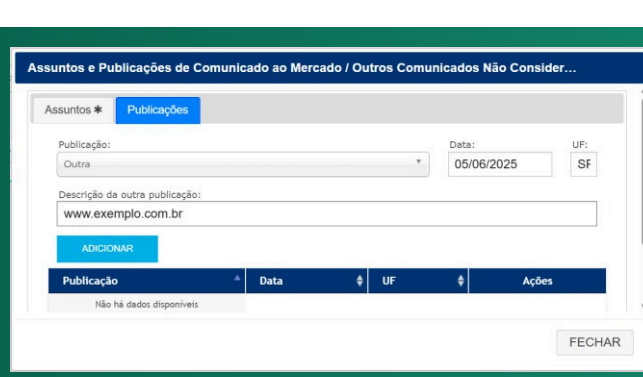 Assuntos e Publicações de Comunicado ao Mercado / Outros Comunicados Não Consider...
Assuntos ✱ Publicações
Publicação: Data: UF:
Outra 05/06/2025 SF
Descrição da outra publicação:
www.exemplo.com.br
ADICIONAR
Publicação Data UF Ações
Não há dados disponíveis
FECHAR